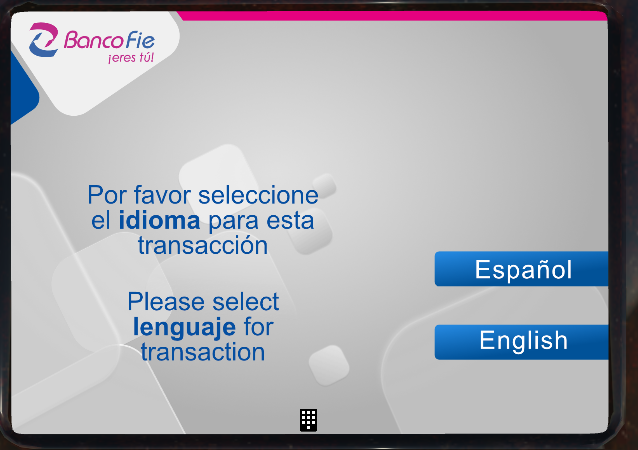 Banco Fie
¡eres tú!
Por favor seleccione
el idioma para esta
transacción
Please select
lenguaje for
transaction
Español
English